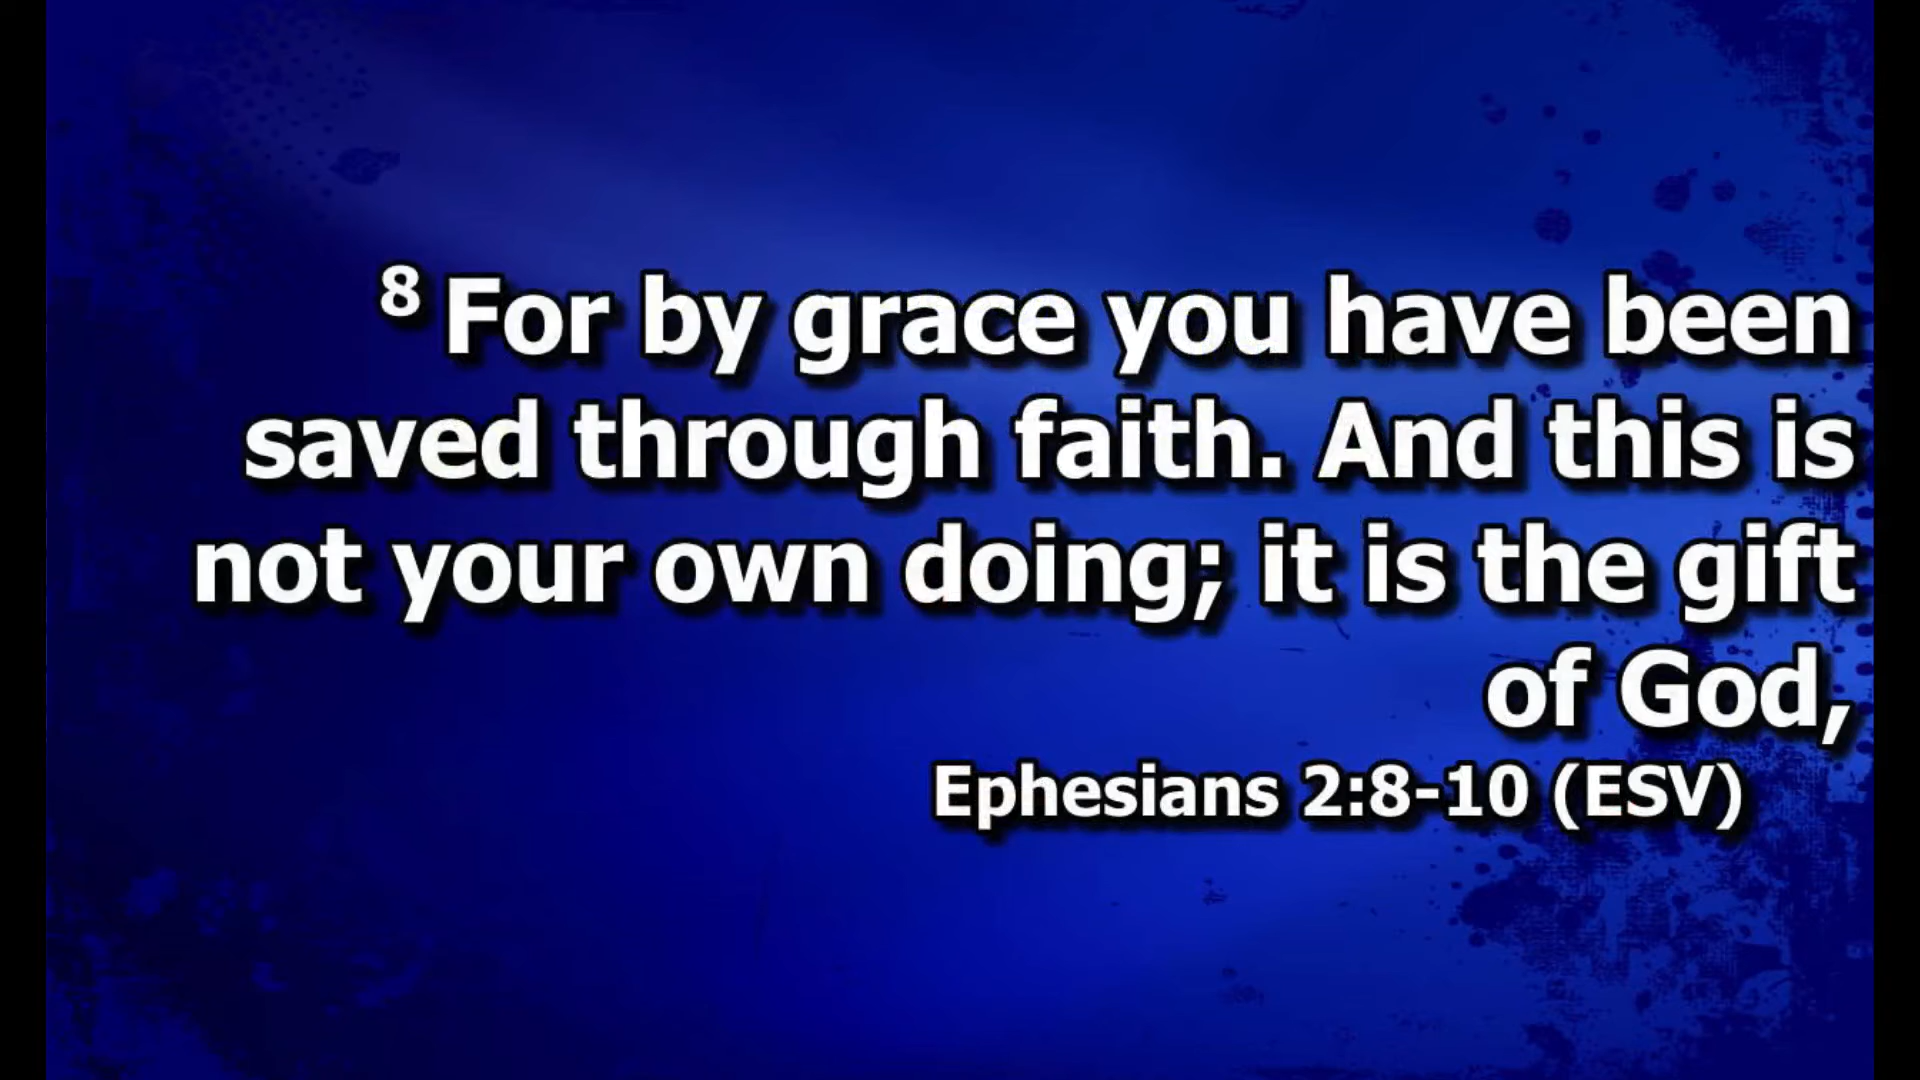 8 For by grace you have been
saved through faith. And this is
not your own doing; it is the gift
of God,
Ephesians 2:8-10 (ESV)